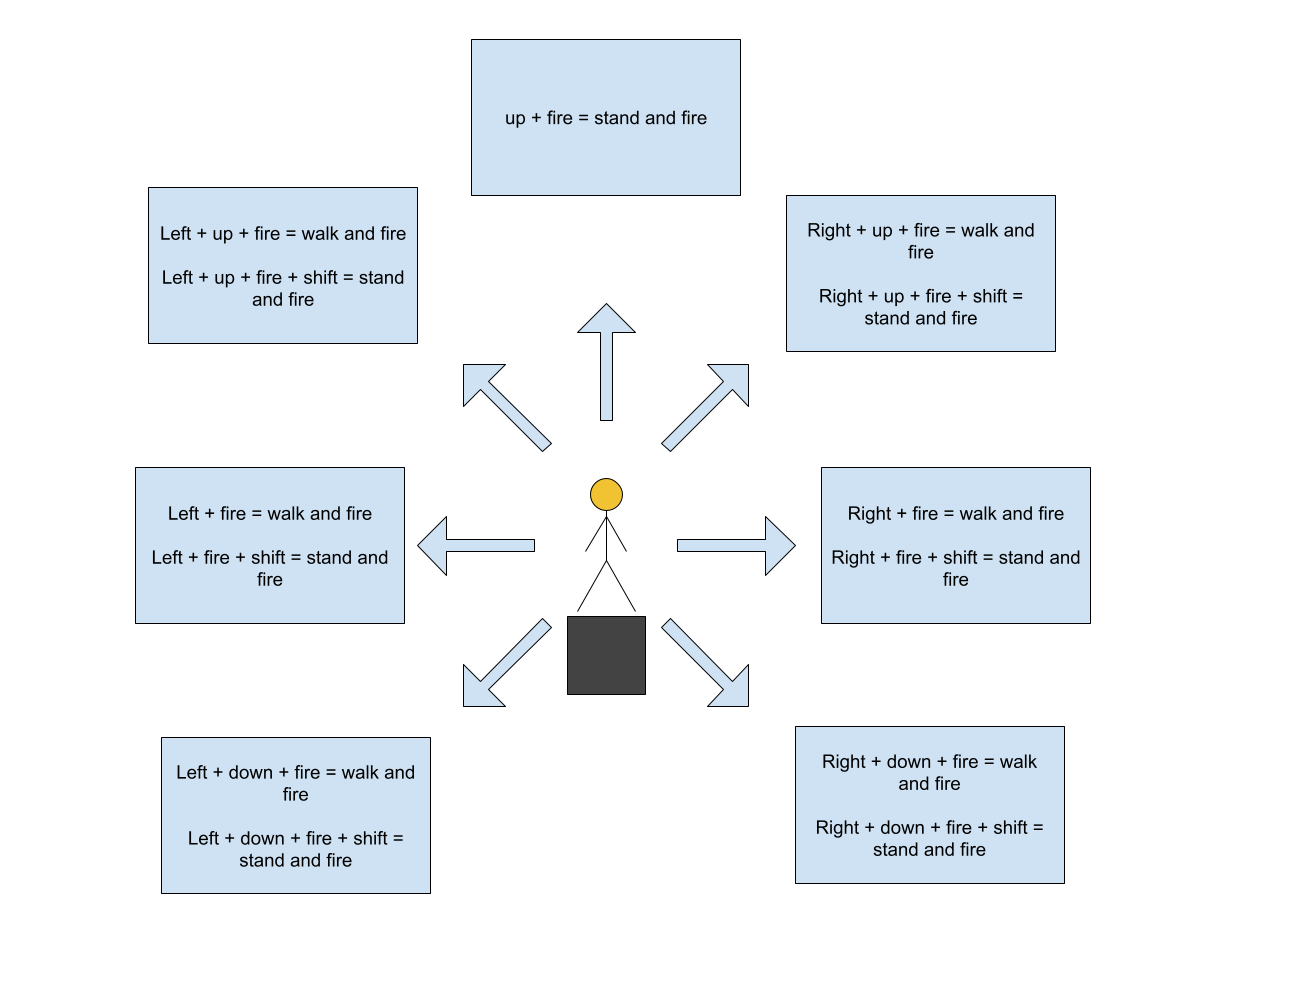 up + fire = stand and fire
Left + up + fire = walk and fire
Left + up + fire + shift = stand
and fire
Right + up + fire = walk and
fire
Right + up + fire + shift =
stand and fire
Left + fire = walk and fire
Left + fire + shift = stand and
fire
Right + fire = walk and fire
Right + fire + shift = stand and
fire
Left + down + fire = walk and
fire
Left + down + fire + shift =
stand and fire
Right + down + fire = walk
and fire
Right + down + fire + shift =
stand and fire